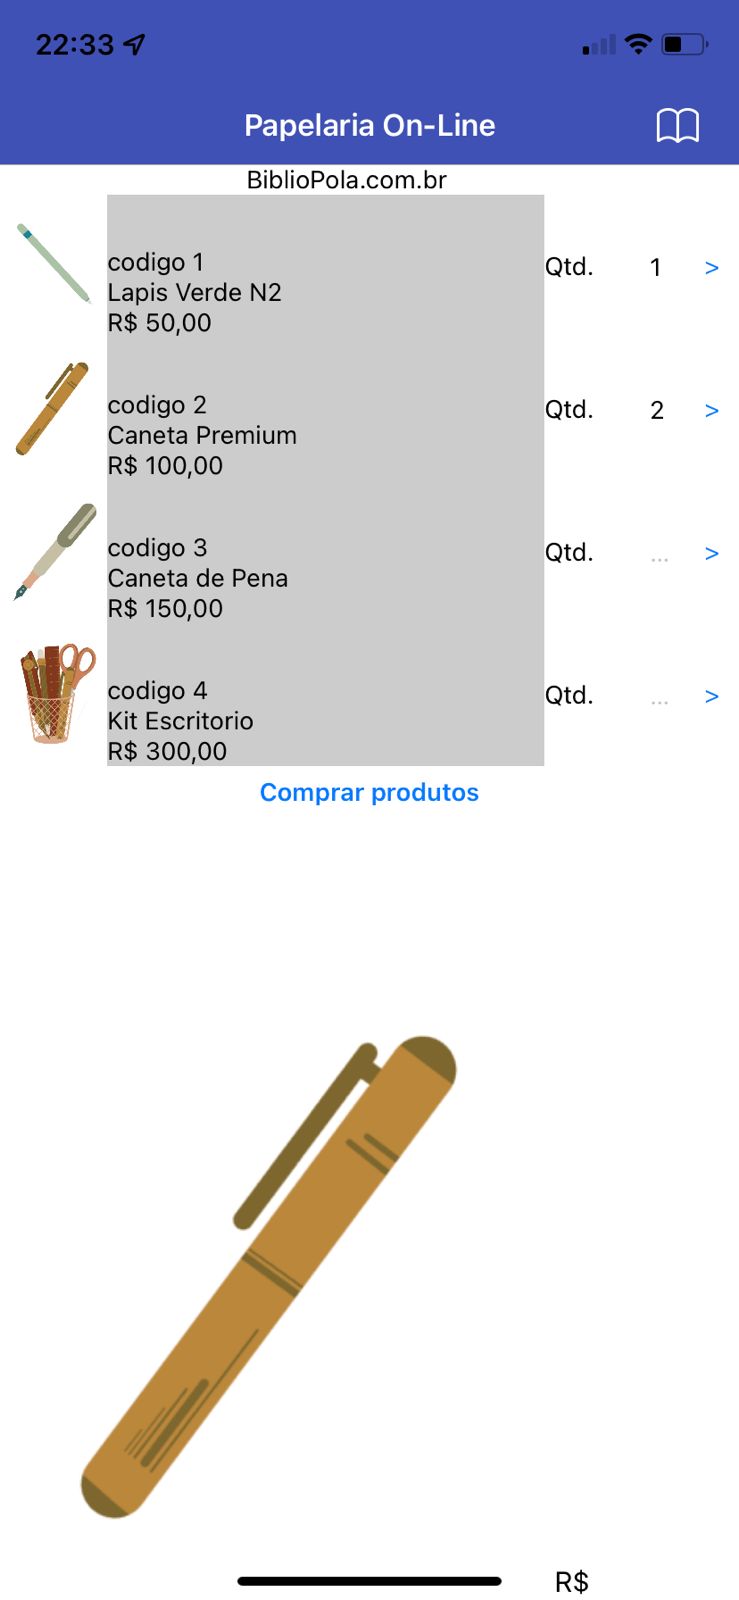 22:33
Papelaria On-Line
BiblioPola.com.br
codigo 1
Lapis Verde N2
R$ 50,00
Qtd. 1 >
codigo 2
Caneta Premium
R$ 100,00
Qtd. 2 >
codigo 3
Caneta de Pena
R$ 150,00
Qtd. ... >
codigo 4
Kit Escritorio
R$ 300,00
Qtd. ... >
Comprar produtos
R$